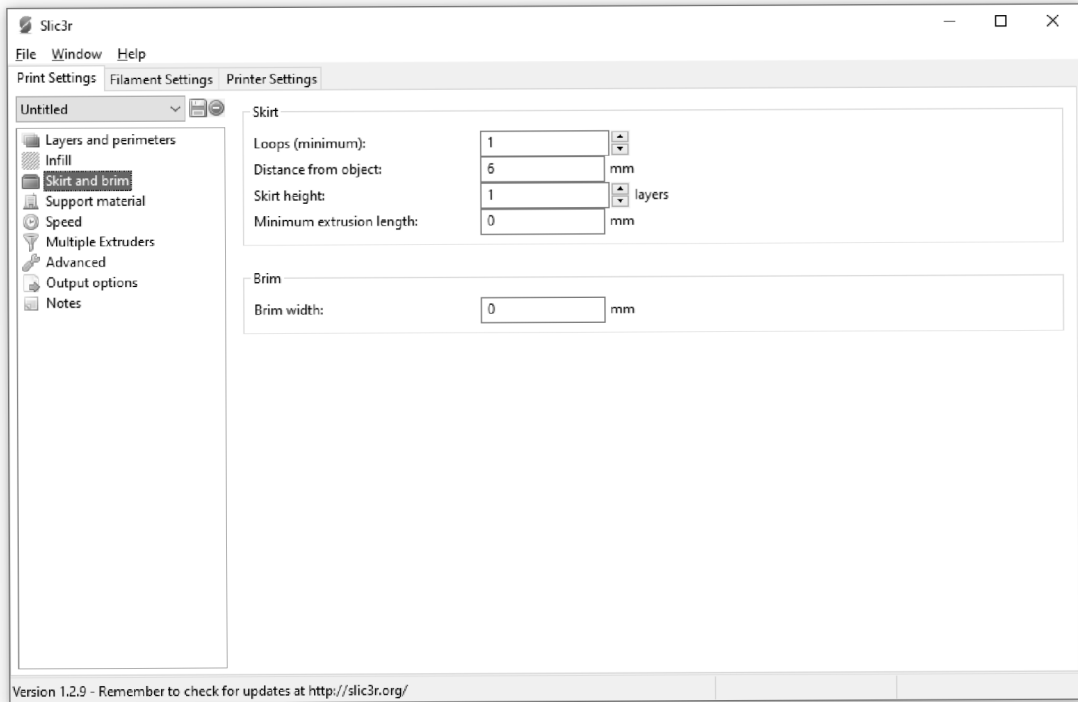 Slic3r
File Window Help
Print Settings Filament Settings Printer Settings
Untitled
Layers and perimeters
Infill
Skirt and brim
Support material
Speed
Multiple Extruders
Advanced
Output options
Notes
Skirt
Loops (minimum): 1
Distance from object: 6 mm
Skirt height: 1 layers
Minimum extrusion length: 0 mm
Brim
Brim width: 0 mm
Version 1.2.9 - Remember to check for updates at http://slic3r.org/